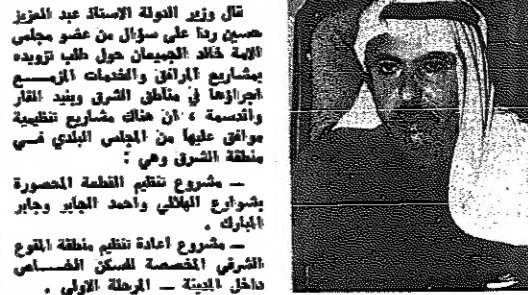 قال وزير الدولة الاستاذ عبد العزيز
حسين ردا على سؤال من عضو مجلس
الامة خالد الجميعان حول طلب تزويده
بمشاريع المرافق والخدمات المزمع
اجراؤها في مناطق الشرق وبنيد القار
والدسمة ، ان هناك مشاريع تنظيمية
موافق عليها من المجلس البلدي في
منطقة الشرق وهي :
ـ مشروع تنظيم القطعة المحصورة
بشوارع الهلالي واحمد الجابر وجابر
المبارك .
ـ مشروع اعادة تنظيم منطقة المقوع
الشرقي المخصصة للسكن الخاص
داخل المدينة ـ المرحلة الاولى .